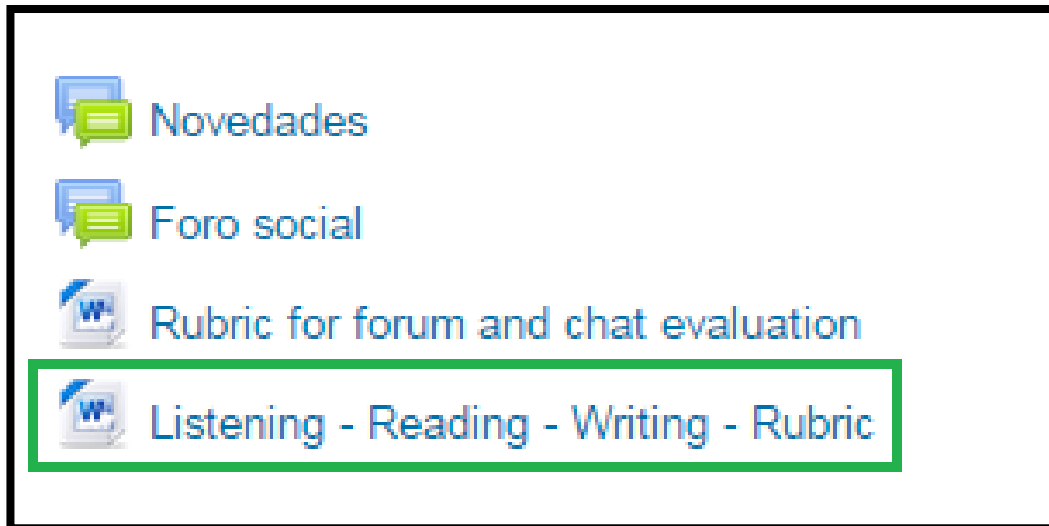 Novedades
Foro social
Rubric for forum and chat evaluation
Listening - Reading - Writing - Rubric